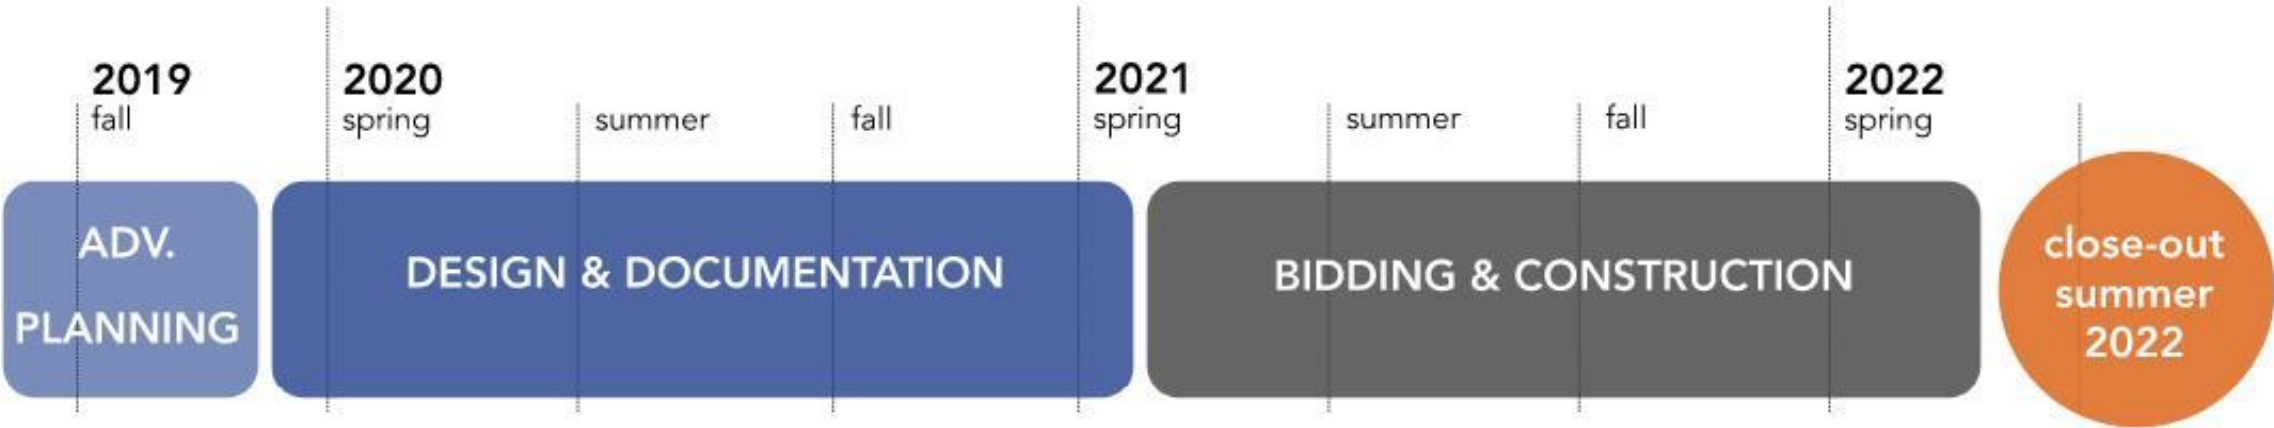 2019
fall
2020
spring
summer
fall
2021
spring
summer
fall
2022
spring
ADV.
PLANNING
DESIGN & DOCUMENTATION
BIDDING & CONSTRUCTION
close-out
summer
2022